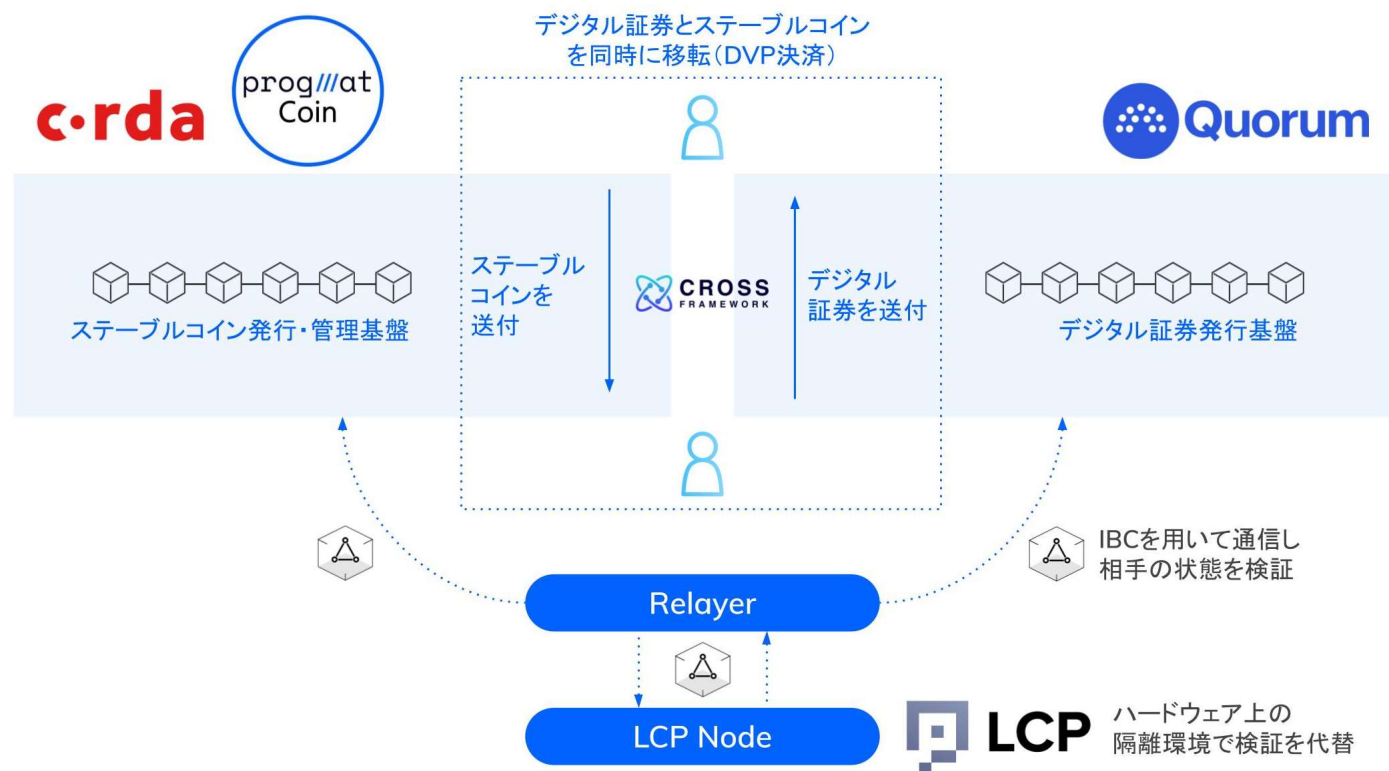 デジタル証券とステーブルコイン
を同時に移転（DVP決済）
c·rda
prog///at
Coin
Quorum
ステーブル
コインを
送付
CROSS
FRAMEWORK
デジタル
証券を送付
ステーブルコイン発行・管理基盤
デジタル証券発行基盤
IBCを用いて通信し
相手の状態を検証
Relayer
LCP Node
LCP
ハードウェア上の
隔離環境で検証を代替